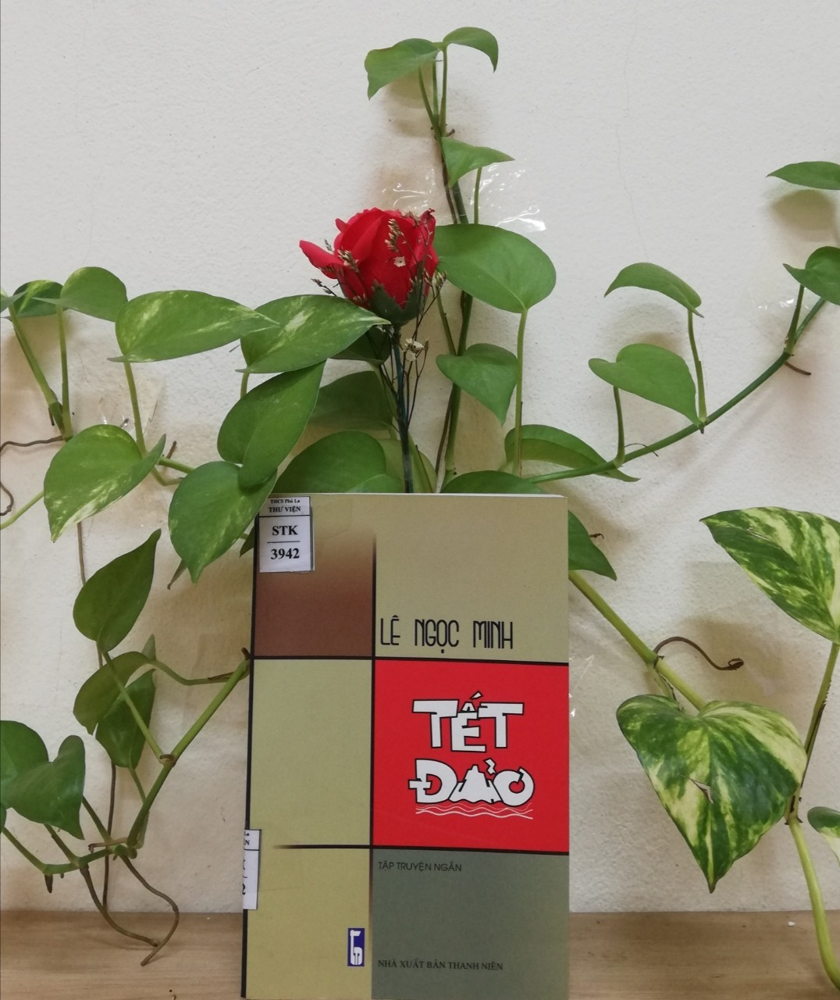 THCS Phú La
THƯ VIỆN
STK
3942
LÊ NGỌC MINH
TẾT
ĐẢO
TẬP TRUYỆN NGẮN
NHÀ XUẤT BẢN THANH NIÊN